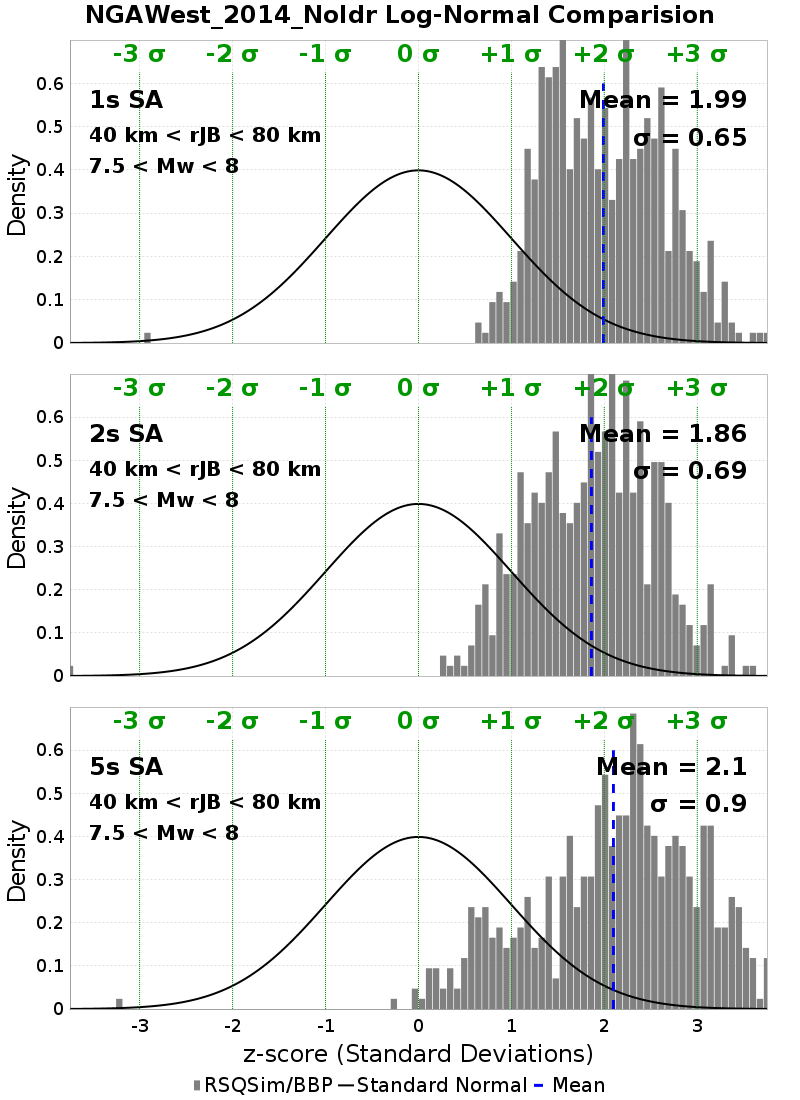 NGAWest_2014_NoIdr Log-Normal Comparision
-3 σ -2 σ -1 σ 0 σ +1 σ +2 σ +3 σ
1s SA
Mean = 1.99
40 km < rJB < 80 km
σ = 0.65
7.5 < Mw < 8
Density
0.6
0.5
0.4
0.3
0.2
0.1
0
-3 σ -2 σ -1 σ 0 σ +1 σ +2 σ +3 σ
2s SA
Mean = 1.86
40 km < rJB < 80 km
σ = 0.69
7.5 < Mw < 8
Density
0.6
0.5
0.4
0.3
0.2
0.1
0
-3 σ -2 σ -1 σ 0 σ +1 σ +2 σ +3 σ
5s SA
Mean = 2.1
40 km < rJB < 80 km
σ = 0.9
7.5 < Mw < 8
Density
0.6
0.5
0.4
0.3
0.2
0.1
0
-3 -2 -1 0 1 2 3
z-score (Standard Deviations)
RSQSim/BBP Standard Normal Mean